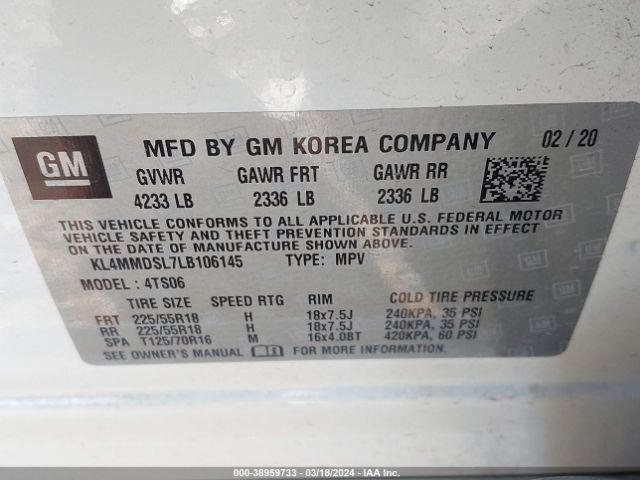 GM
MFD BY GM KOREA COMPANY 02 / 20
GVWR GAWR FRT GAWR RR
4233 LB 2336 LB 2336 LB
THIS VEHICLE CONFORMS TO ALL APPLICABLE U.S. FEDERAL MOTOR
VEHICLE SAFETY AND THEFT PREVENTION STANDARDS IN EFFECT
ON THE DATE OF MANUFACTURE SHOWN ABOVE.
KL4MMDSL7LB106145 TYPE: MPV
MODEL : 4TS06
TIRE SIZE SPEED RTG RIM COLD TIRE PRESSURE
FRT 225/55R18 H 18x7.5J 240KPA, 35 PSI
RR 225/55R18 H 18x7.5J 240KPA, 35 PSI
SPA T125/70R16 M 16x4.0BT 420KPA, 60 PSI
SEE OWNER'S MANUAL FOR MORE INFORMATION.
000-38959733 - 03/18/2024 - IAAI.COM